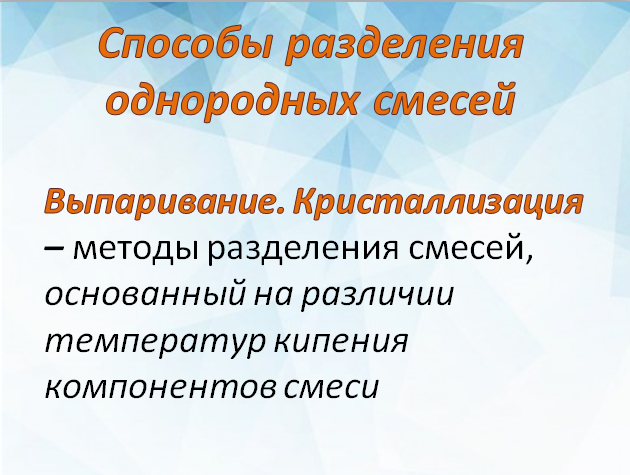 Способы разделения
однородных смесей
Выпаривание. Кристаллизация
– методы разделения смесей,
основанный на различии
температур кипения
компонентов смеси